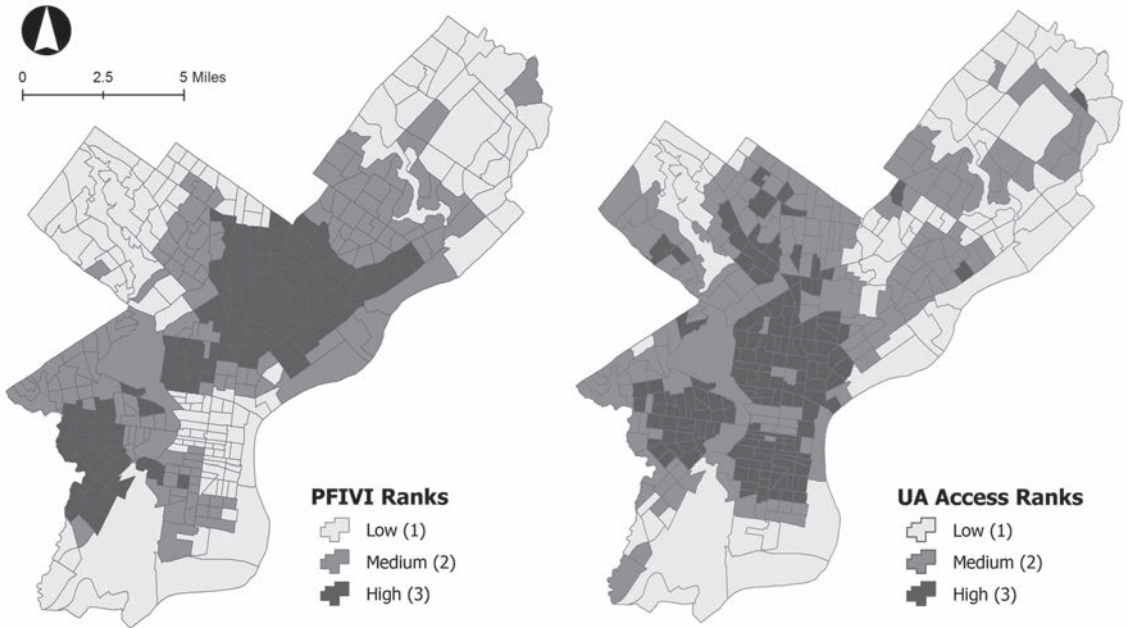 0 2.5 5 Miles
PFIVI Ranks
Low (1)
Medium (2)
High (3)
UA Access Ranks
Low (1)
Medium (2)
High (3)